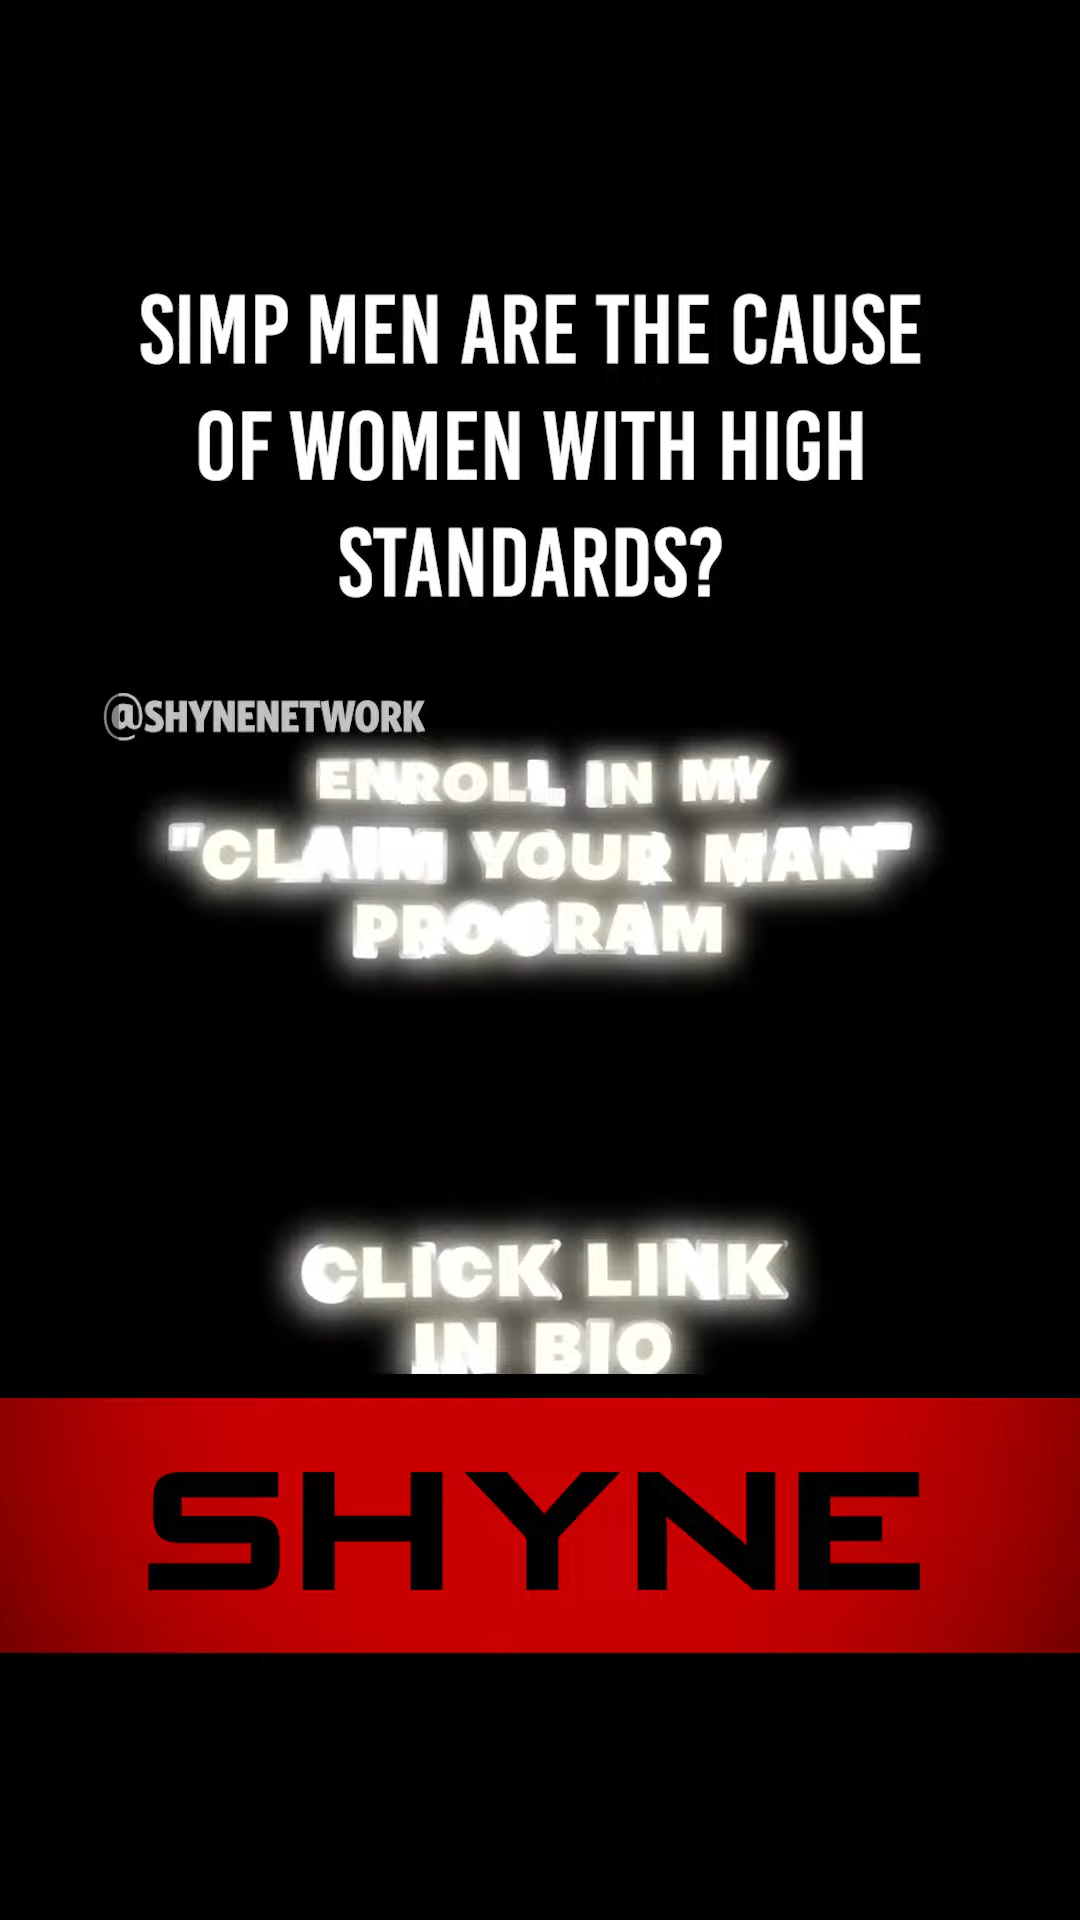 SIMP MEN ARE THE CAUSE
OF WOMEN WITH HIGH
STANDARDS?
@SHYNENETWORK
ENROLL IN MY
"CLAIM YOUR MAN"
PROGRAM
CLICK LINK
IN BIO
SHYNE